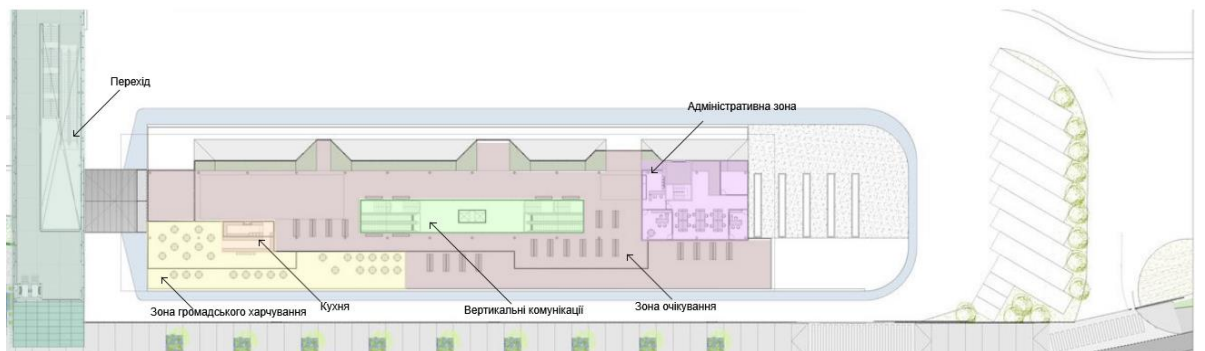 Перехід
Адміністративна зона
Зона громадського харчування
Кухня
Вертикальні комунікації
Зона очікування